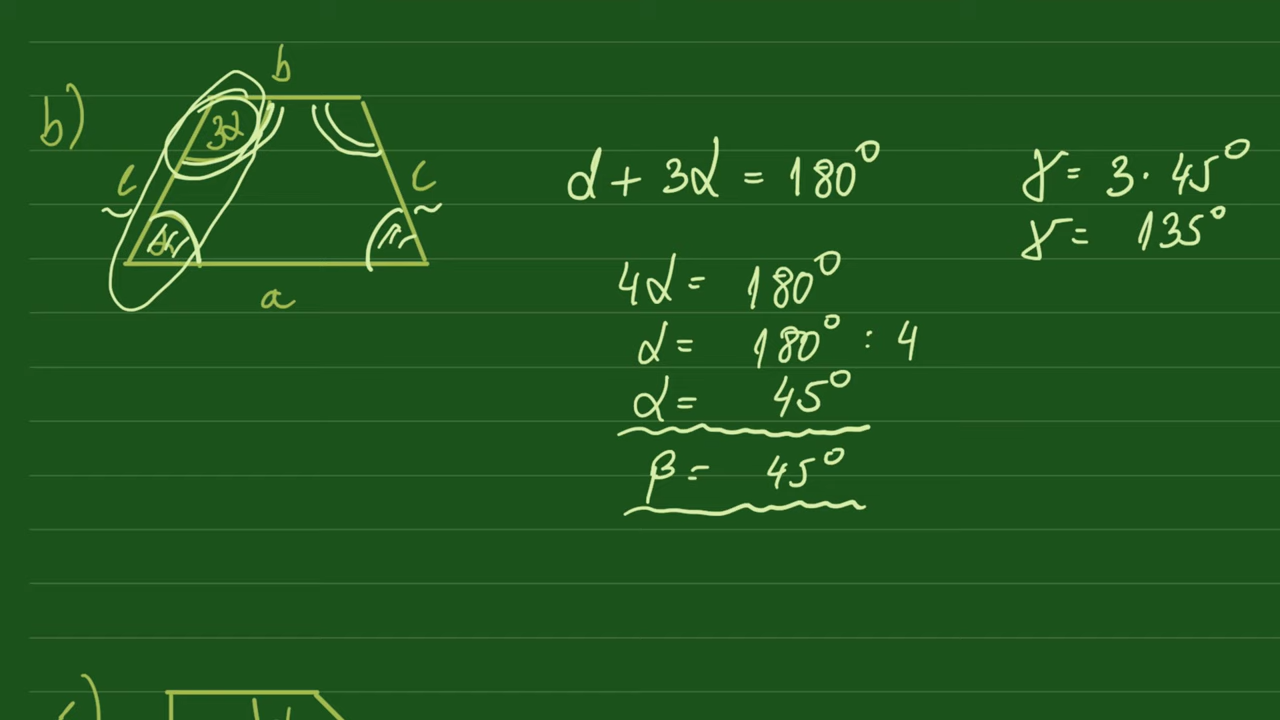 b)
b
3α
c
c
α
a
α + 3α = 180°
4α = 180°
α = 180° : 4
α = 45°
β = 45°
γ = 3 · 45°
γ = 135°